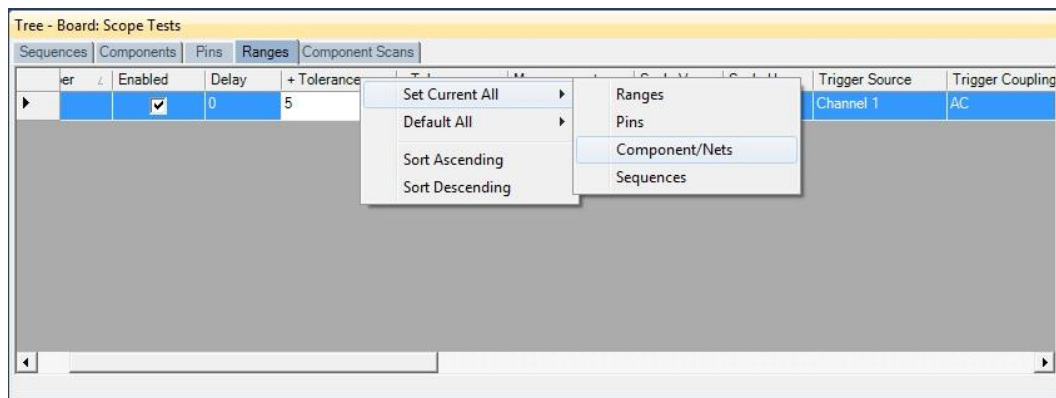 Tree - Board: Scope Tests
Sequences Components Pins Ranges Component Scans
Enabled Delay + Tolerance Trigger Source Trigger Coupling
0 5 Channel 1 AC
Set Current All
Default All
Sort Ascending
Sort Descending
Ranges
Pins
Component/Nets
Sequences